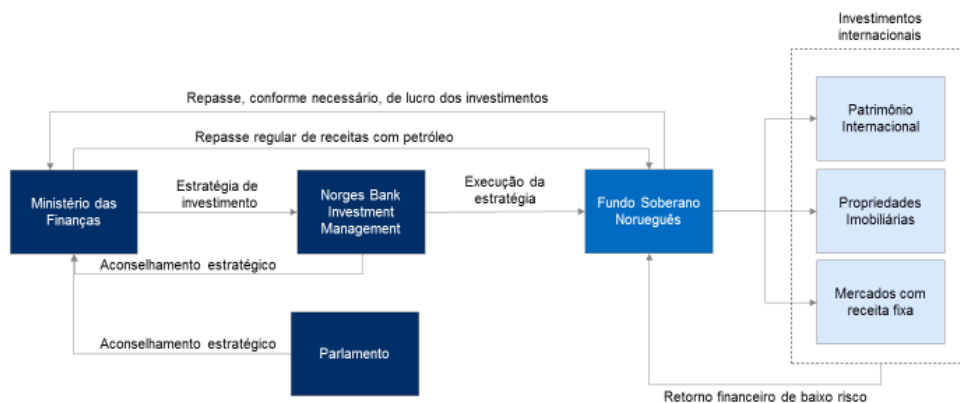 Investimentos
internacionais
Repasse, conforme necessário, de lucro dos investimentos
Repasse regular de receitas com petróleo
Patrimônio
Internacional
Ministério das
Finanças
Estratégia de
investimento
Norges Bank
Investment
Management
Execução da
estratégia
Fundo Soberano
Norueguês
Propriedades
Imobiliárias
Aconselhamento estratégico
Mercados com
receita fixa
Aconselhamento estratégico
Parlamento
Retorno financeiro de baixo risco